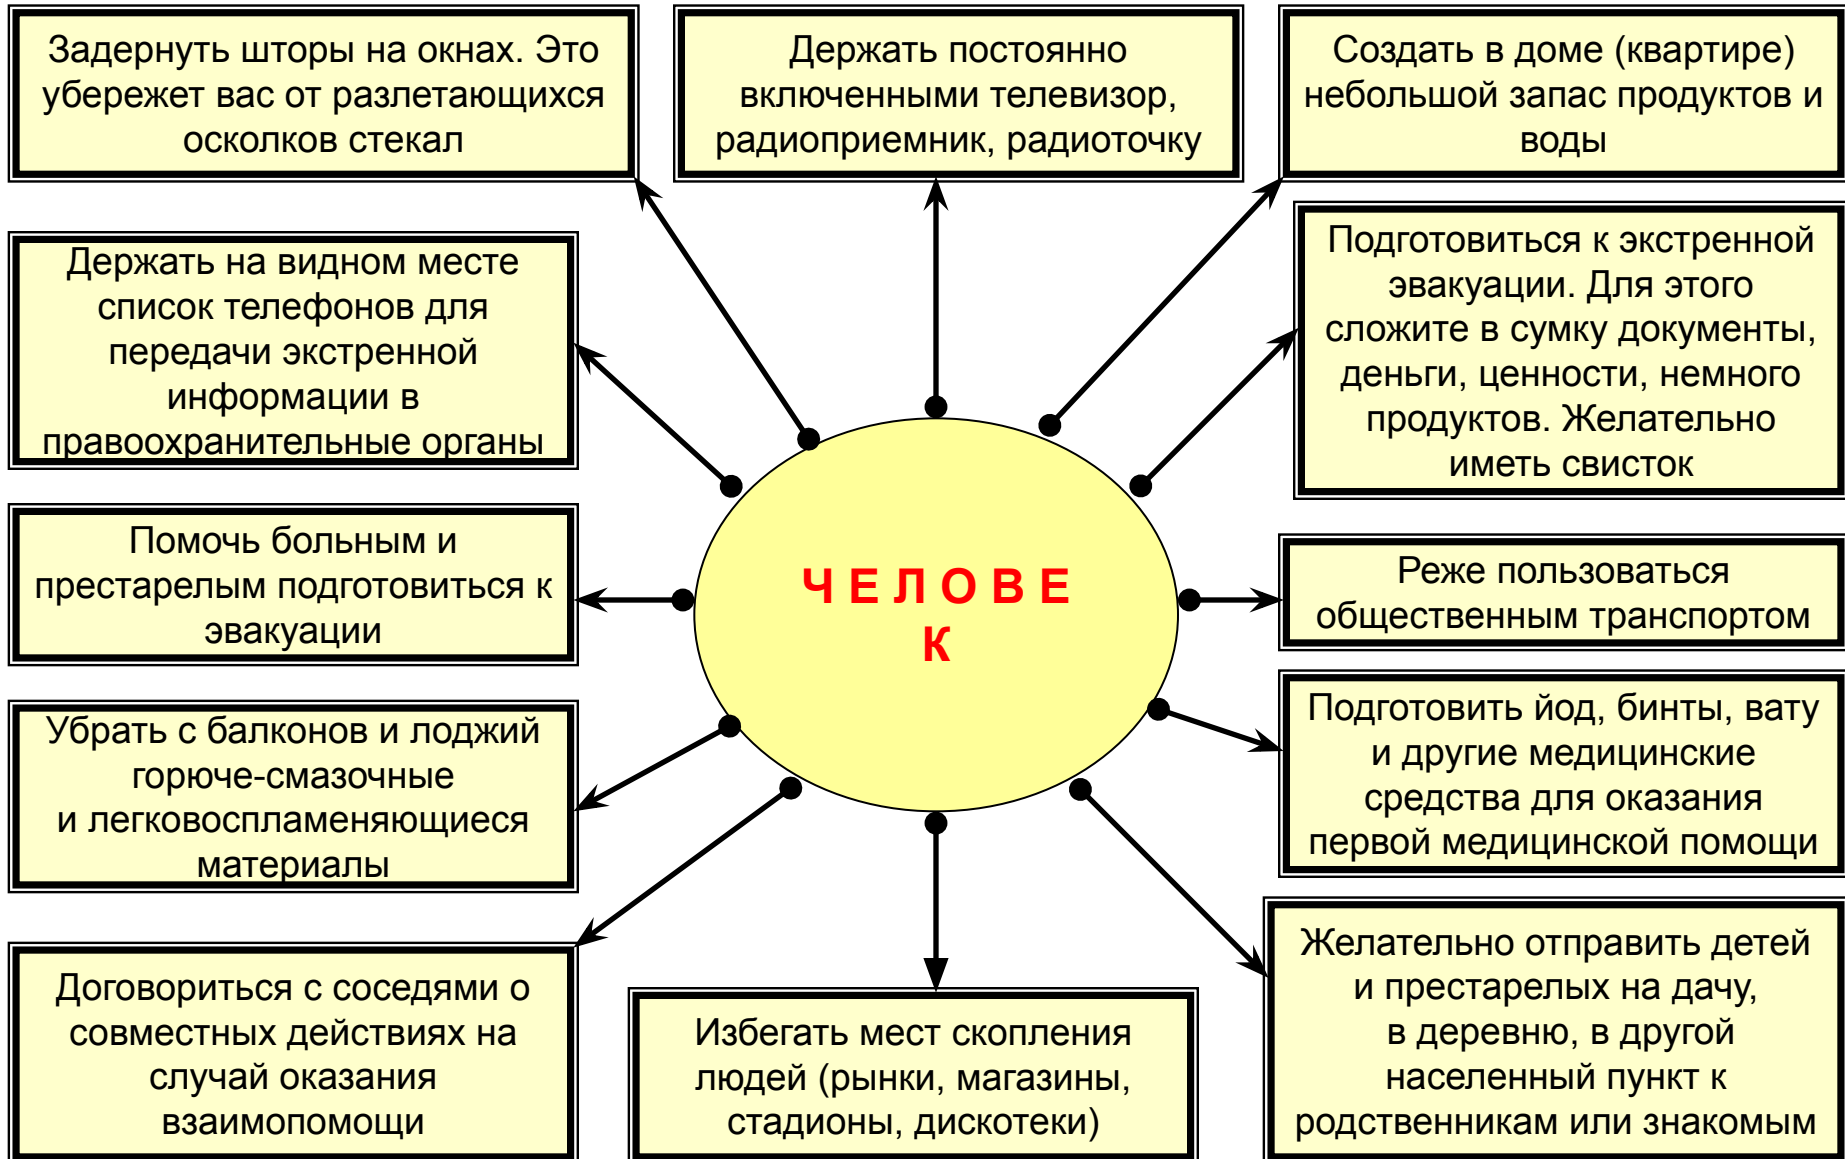 Задернуть шторы на окнах. Это
убережет вас от разлетающихся
осколков стекал
Держать постоянно
включенными телевизор,
радиоприемник, радиоточку
Создать в доме (квартире)
небольшой запас продуктов и
воды
Держать на видном месте
список телефонов для
передачи экстренной
информации в
правоохранительные органы
Подготовиться к экстренной
эвакуации. Для этого
сложите в сумку документы,
деньги, ценности, немного
продуктов. Желательно
иметь свисток
Помочь больным и
престарелым подготовиться к
эвакуации
Ч Е Л О В Е
К
Реже пользоваться
общественным транспортом
Убрать с балконов и лоджий
горюче-смазочные
и легковоспламеняющиеся
материалы
Подготовить йод, бинты, вату
и другие медицинские
средства для оказания
первой медицинской помощи
Договориться с соседями о
совместных действиях на
случай оказания
взаимопомощи
Избегать мест скопления
людей (рынки, магазины,
стадионы, дискотеки)
Желательно отправить детей
и престарелых на дачу,
в деревню, в другой
населенный пункт к
родственникам или знакомым